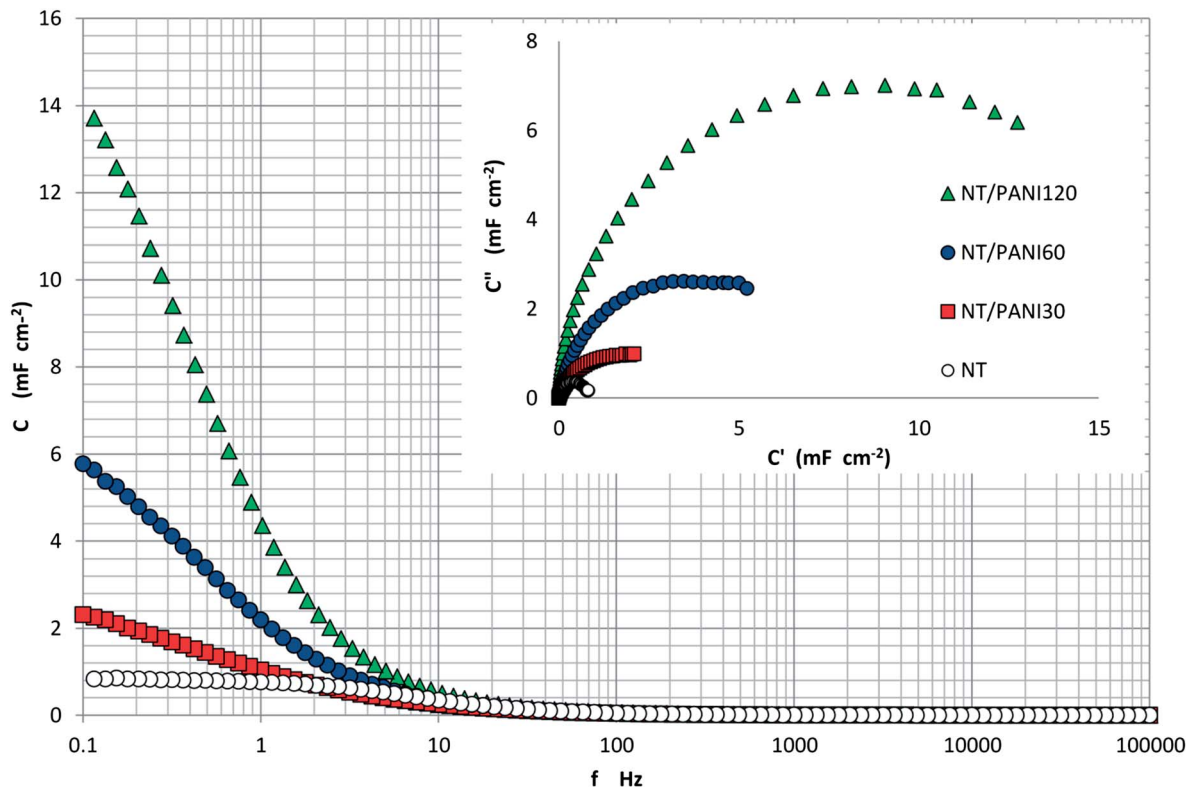 16
14
12
10
8
6
4
2
0
C (mF cm-²)
0.1 1 10 100 1000 10000 100000
f Hz
8
6
4
2
0
C'' (mF cm-²)
0 5 10 15
C' (mF cm-²)
NT/PANI120
NT/PANI60
NT/PANI30
NT